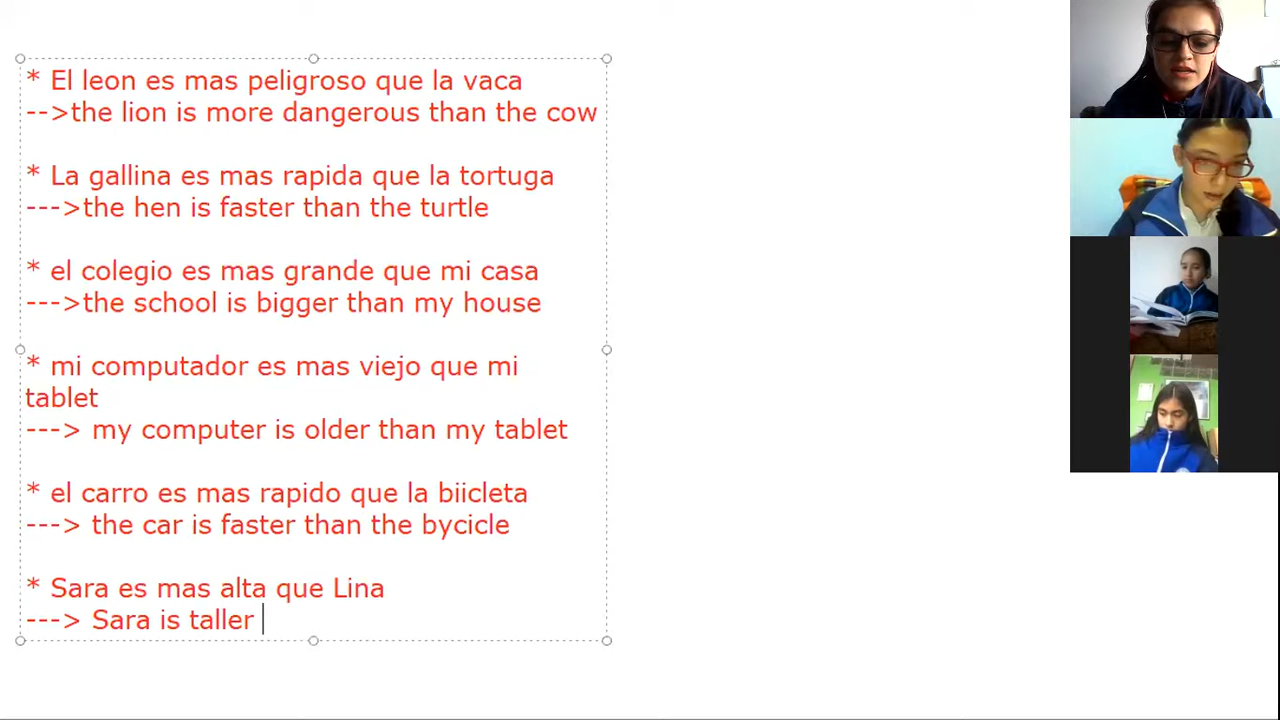 * El leon es mas peligroso que la vaca
-->the lion is more dangerous than the cow
* La gallina es mas rapida que la tortuga
--->the hen is faster than the turtle
* el colegio es mas grande que mi casa
--->the school is bigger than my house
* mi computador es mas viejo que mi
tablet
---> my computer is older than my tablet
* el carro es mas rapido que la biicleta
---> the car is faster than the bycicle
* Sara es mas alta que Lina
---> Sara is taller